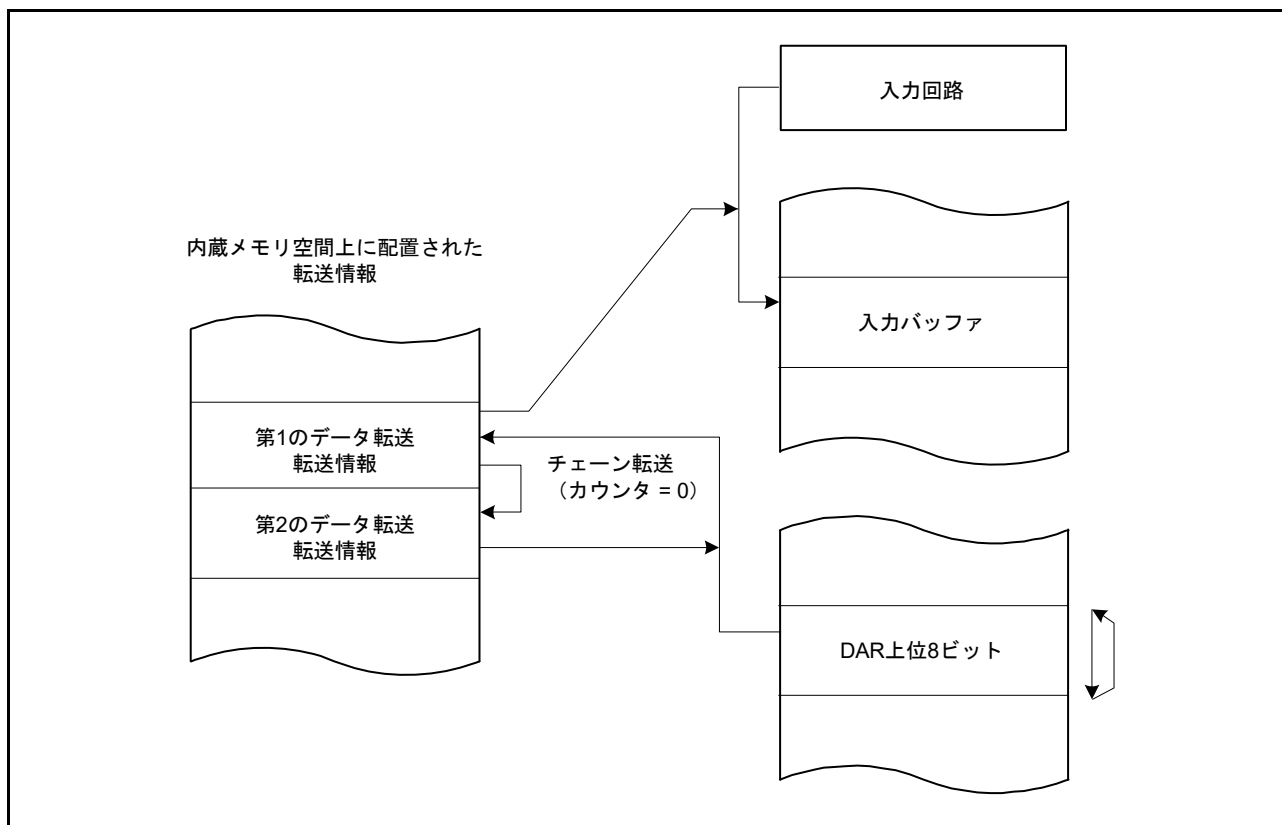 入力回路
内蔵メモリ空間上に配置された
転送情報
入力バッファ
第1のデータ転送
転送情報
チェーン転送
（カウンタ = 0）
第2のデータ転送
転送情報
DAR上位8ビット